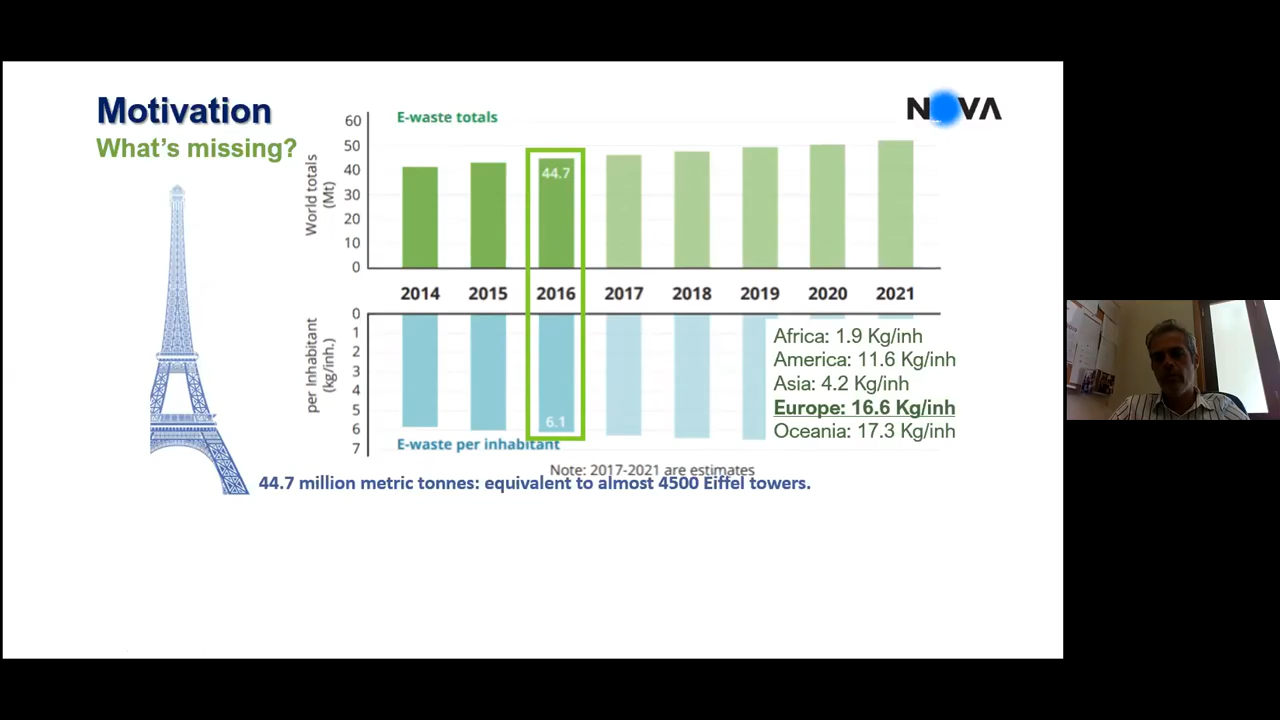 Motivation
What's missing?
NOVA
E-waste totals
World totals
(Mt)
60
50
40
30
20
10
0
44.7
2014 2015 2016 2017 2018 2019 2020 2021
per Inhabitant
(kg/inh.)
0
1
2
3
4
5
6
7
6.1
E-waste per inhabitant
Africa: 1.9 Kg/inh
America: 11.6 Kg/inh
Asia: 4.2 Kg/inh
Europe: 16.6 Kg/inh
Oceania: 17.3 Kg/inh
Note: 2017-2021 are estimates
44.7 million metric tonnes: equivalent to almost 4500 Eiffel towers.